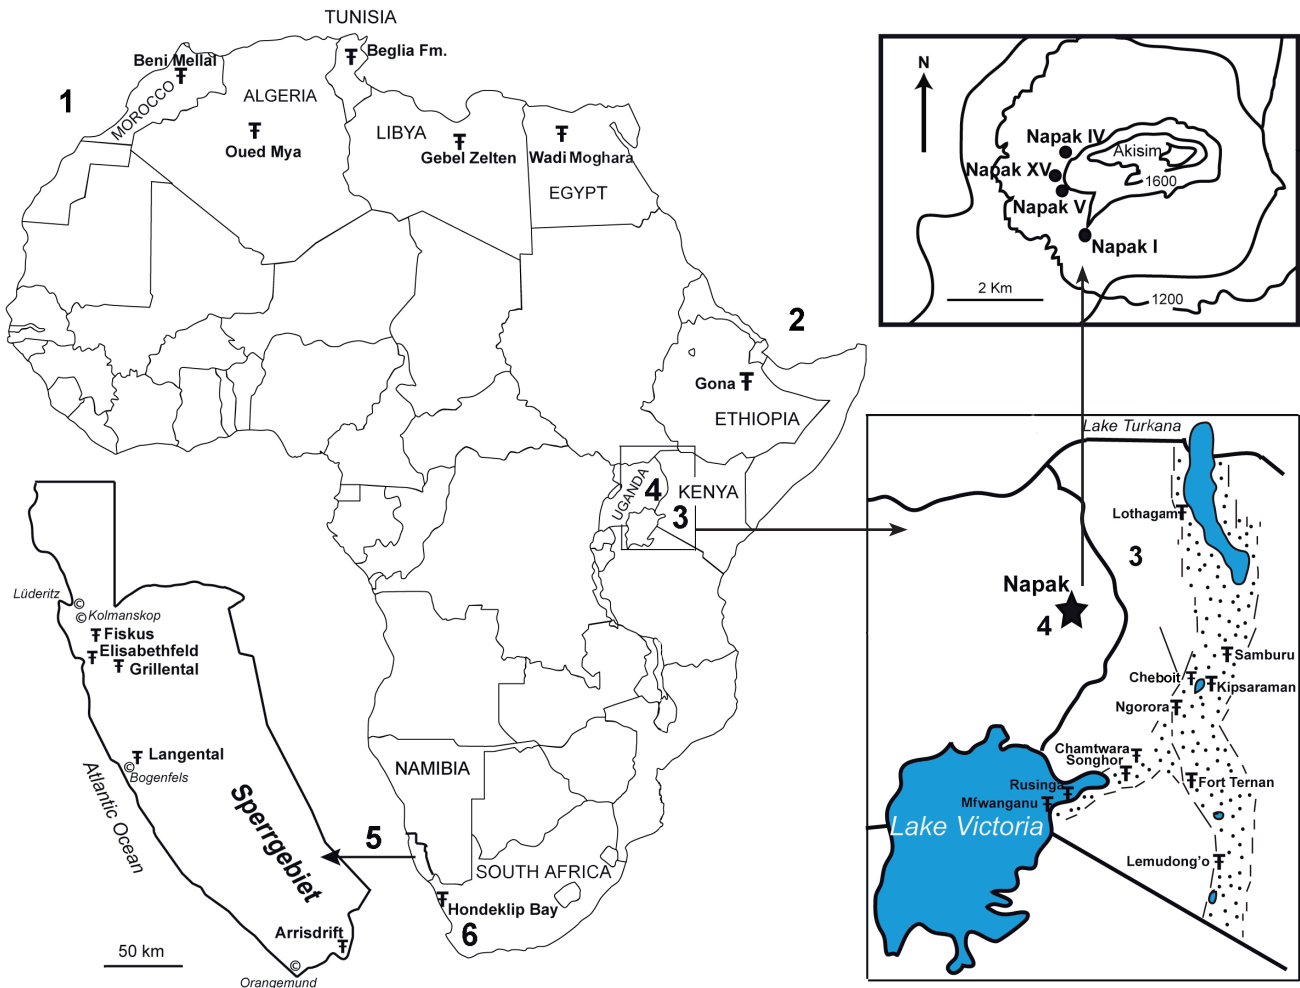 TUNISIA
Beni Mellal
Beglia Fm.
1
MOROCCO
ALGERIA
Oued Mya
LIBYA
Gebel Zelten
Wadi Moghara
EGYPT
2
Gona
ETHIOPIA
UGANDA
4
KENYA
3
NAMIBIA
5
SOUTH AFRICA
Hondeklip Bay
6
Lüderitz
©
© Kolmanskop
Fiskus
Elisabethfeld
Grillental
Langental
© Bogenfels
Atlantic Ocean
Sperrgebiet
Arrisdrift
50 km
©
Orangemund
N
Napak IV
Akisim
Napak XV
1600
Napak V
Napak I
2 Km
1200
Lake Turkana
Lothagam
3
Napak
4
Samburu
Cheboit
Kipsaraman
Ngorora
Chamtwara
Songhor
Rusinga
Fort Ternan
Mfwanganu
Lake Victoria
Lemudong’o